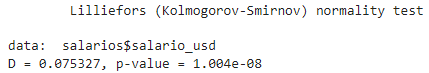 Lilliefors (Kolmogorov-Smirnov) normality test
data:  salarios$salario_usd
D = 0.075327, p-value = 1.004e-08